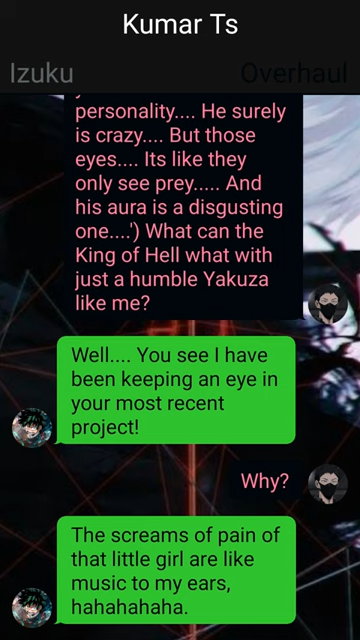 Kumar Ts
Izuku Overhaul
personality.... He surely
is crazy.... But those
eyes.... Its like they
only see prey..... And
his aura is a disgusting
one....') What can the
King of Hell what with
just a humble Yakuza
like me?
Well.... You see I have
been keeping an eye in
your most recent
project!
Why?
The screams of pain of
that little girl are like
music to my ears,
hahahahaha.